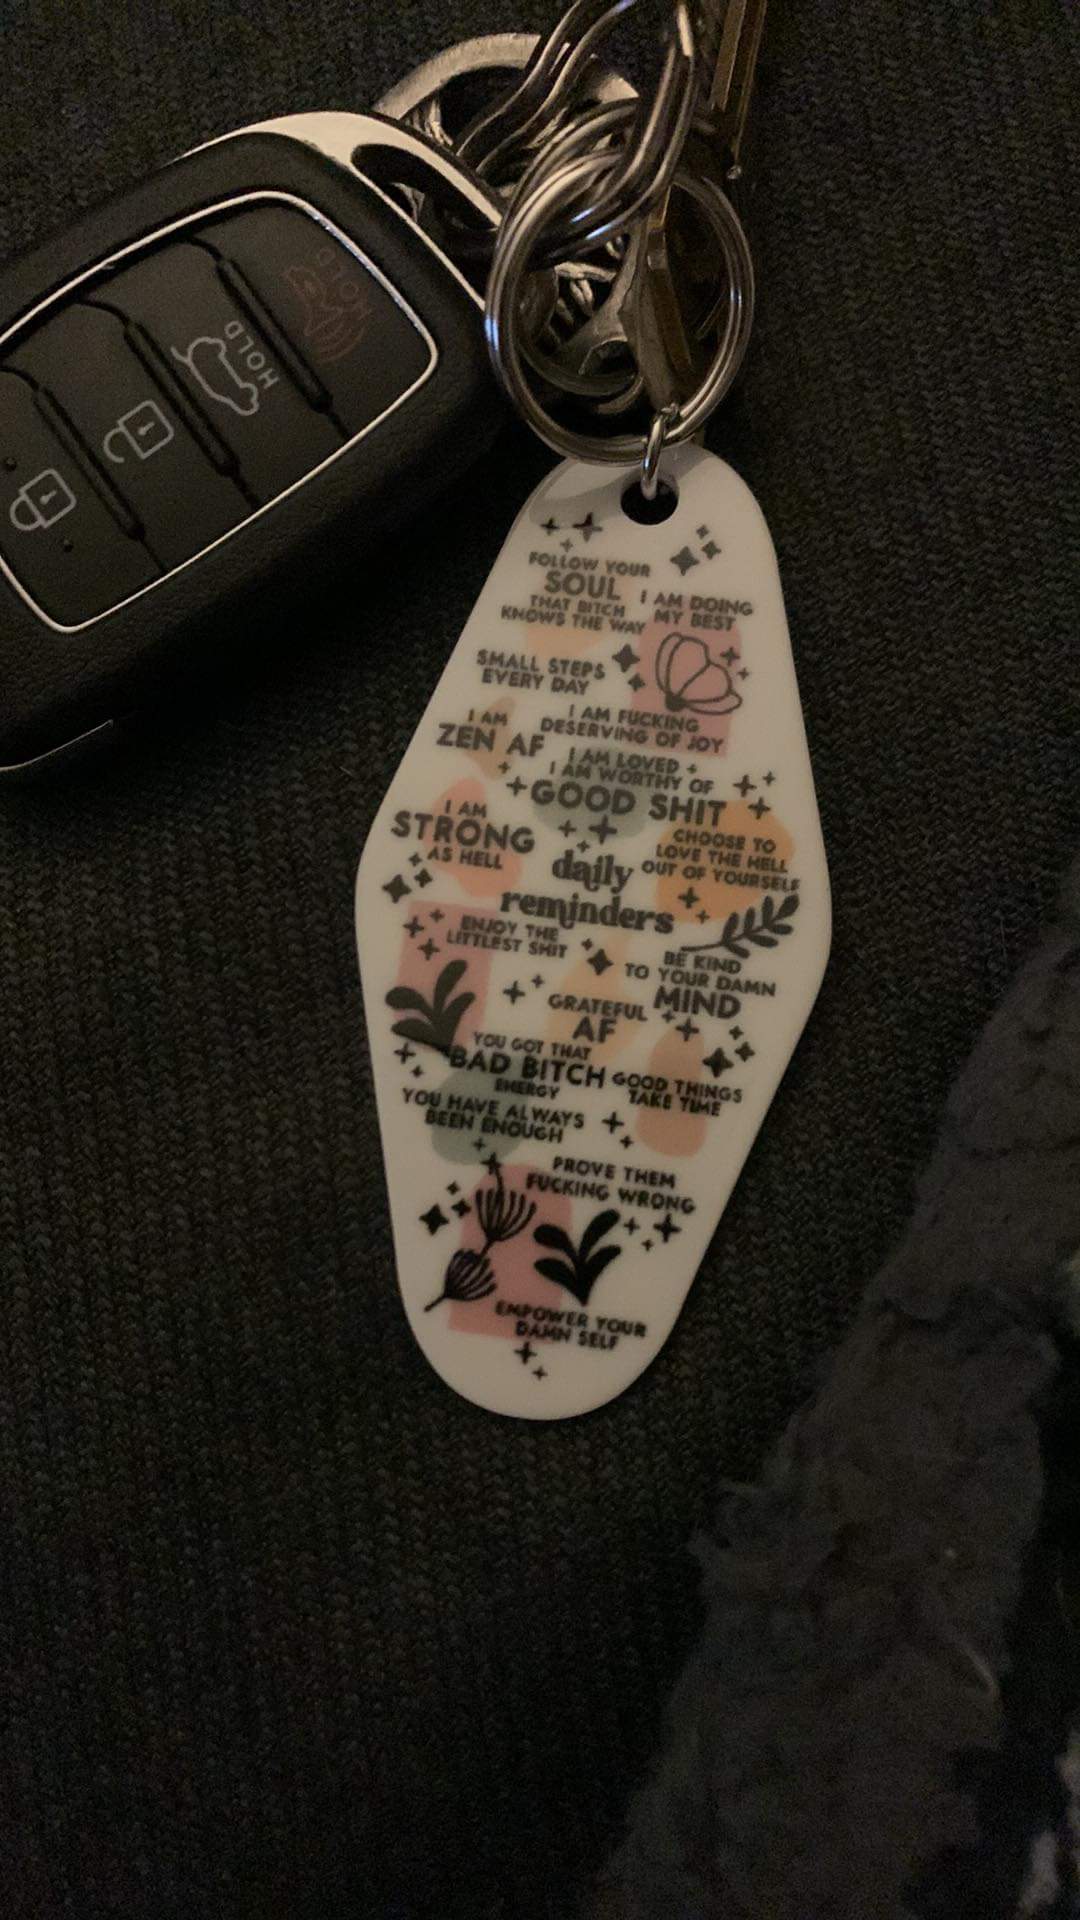 HOLD
HOLD
FOLLOW YOUR
SOUL
THAT BITCH
KNOWS THE WAY
I AM DOING
MY BEST
SMALL STEPS
EVERY DAY
I AM
ZEN AF
I AM FUCKING
DESERVING OF JOY
I AM LOVED +
I AM WORTHY OF
GOOD SHIT
I AM
STRONG
AS HELL
CHOOSE TO
LOVE THE HELL
OUT OF YOURSELF
daily
reminders
ENJOY THE
LITTLEST SHIT
BE KIND
TO YOUR DAMN
MIND
GRATEFUL
AF
YOU GOT THAT
BAD BITCH
ENERGY
GOOD THINGS
TAKE TIME
YOU HAVE ALWAYS
BEEN ENOUGH
PROVE THEM
FUCKING WRONG
EMPOWER YOUR
DAMN SELF